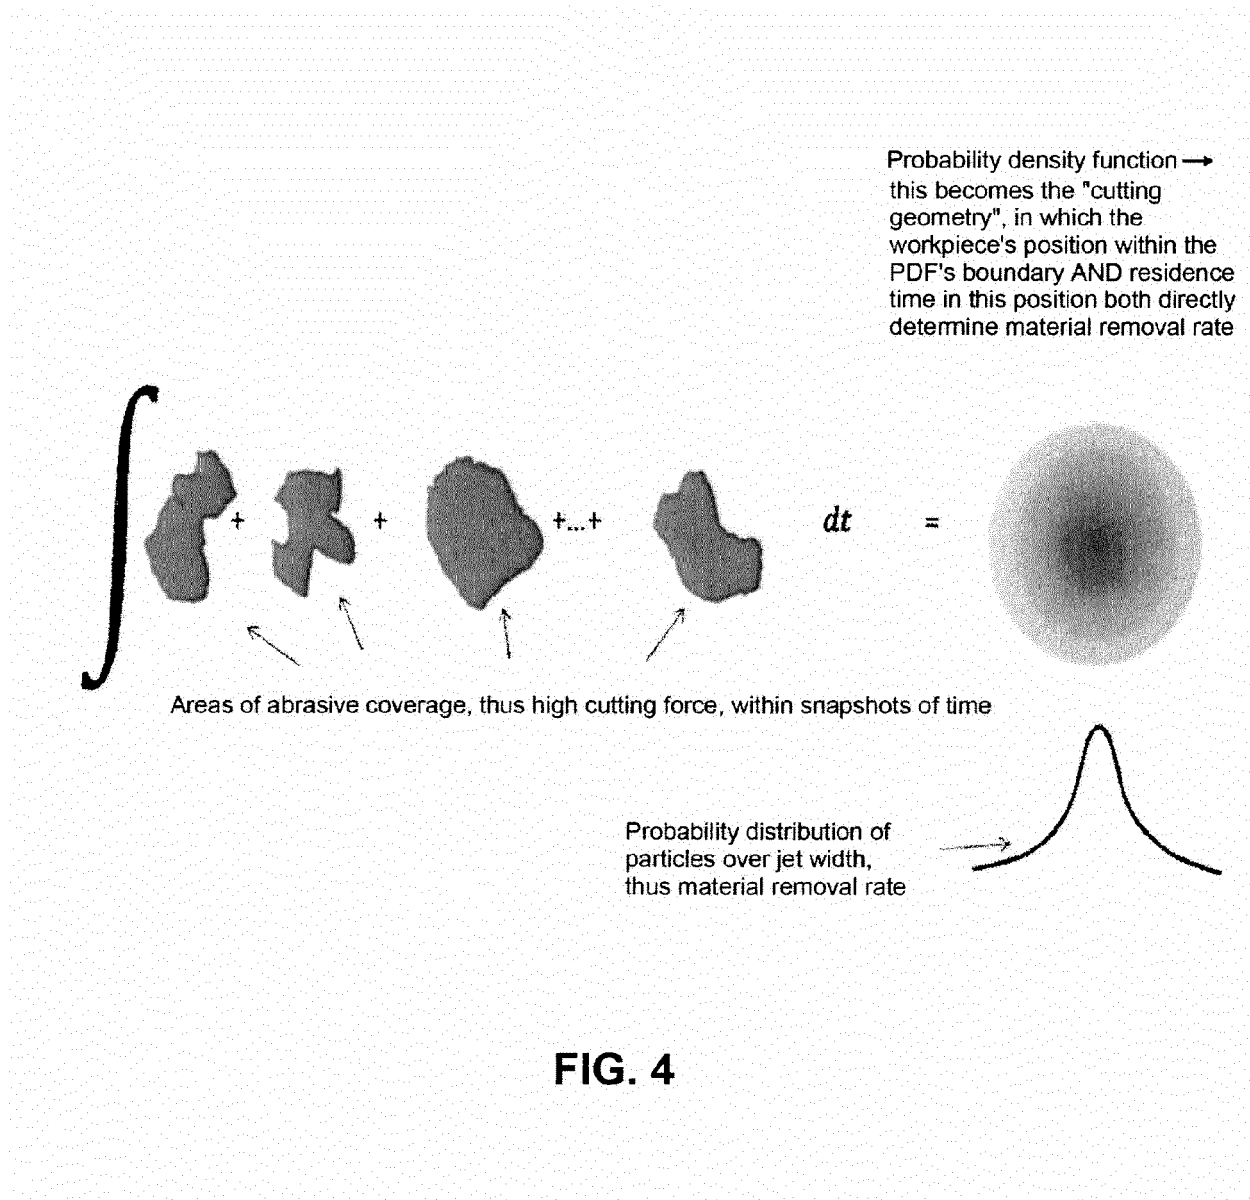 Probability density function →
this becomes the "cutting
geometry", in which the
workpiece's position within the
PDF's boundary AND residence
time in this position both directly
determine material removal rate
∫ + + +...+ dt =
Areas of abrasive coverage, thus high cutting force, within snapshots of time
Probability distribution of
particles over jet width,
thus material removal rate
FIG. 4